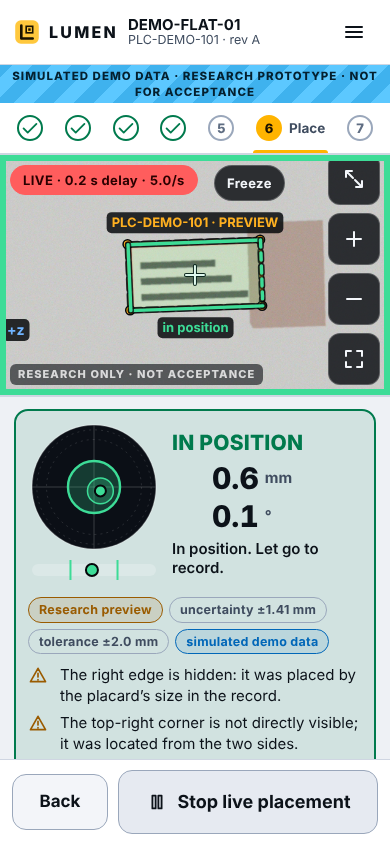 LUMEN
DEMO-FLAT-01
PLC-DEMO-101 · rev A
SIMULATED DEMO DATA · RESEARCH PROTOTYPE · NOT
FOR ACCEPTANCE
5
6 Place
7
LIVE · 0.2 s delay · 5.0/s
Freeze
PLC-DEMO-101 · PREVIEW
in position
+z
RESEARCH ONLY · NOT ACCEPTANCE
IN POSITION
0.6 mm
0.1 °
In position. Let go to
record.
Research preview
uncertainty ±1.41 mm
tolerance ±2.0 mm
simulated demo data
The right edge is hidden: it was placed by
the placard’s size in the record.
The top-right corner is not directly visible;
it was located from the two sides.
Back
Stop live placement